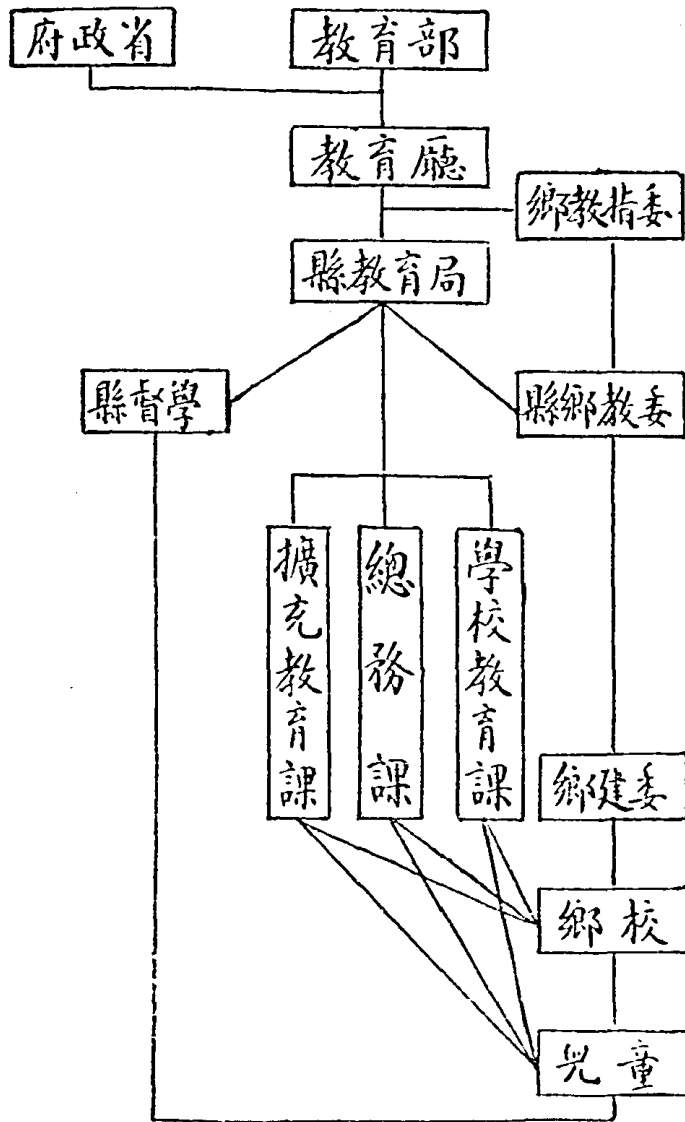 府政省
教育部
教育廳
鄉教指委
縣教育局
縣督學
縣鄉教委
擴充教育課
總務課
學校教育課
鄉建委
鄉校
兒童